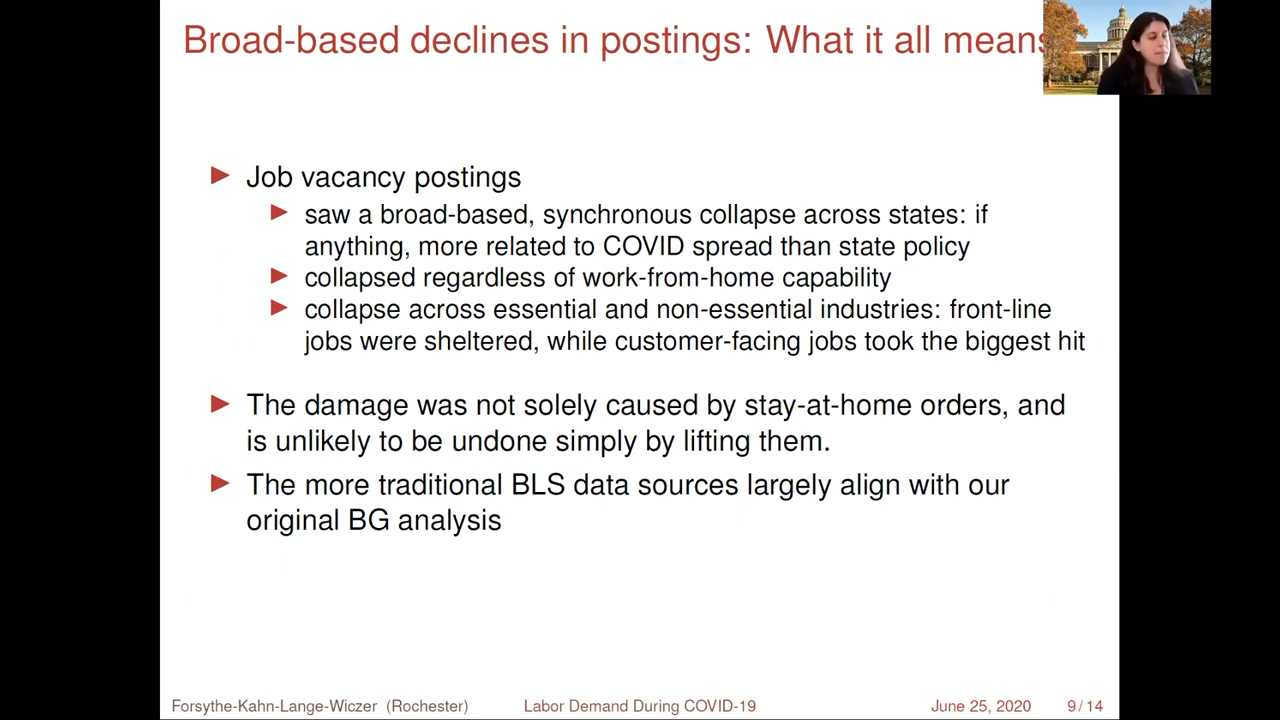 Broad-based declines in postings: What it all means
▶ Job vacancy postings
▶ saw a broad-based, synchronous collapse across states: if
anything, more related to COVID spread than state policy
▶ collapsed regardless of work-from-home capability
▶ collapse across essential and non-essential industries: front-line
jobs were sheltered, while customer-facing jobs took the biggest hit
▶ The damage was not solely caused by stay-at-home orders, and
is unlikely to be undone simply by lifting them.
▶ The more traditional BLS data sources largely align with our
original BG analysis
Forsythe-Kahn-Lange-Wiczer (Rochester) Labor Demand During COVID-19 June 25, 2020 9 / 14